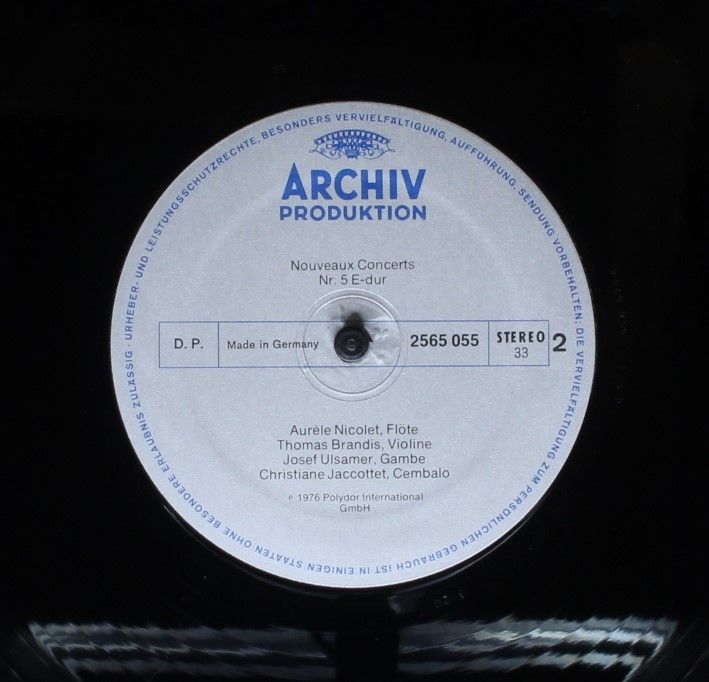 URHEBER- UND LEISTUNGSSCHUTZRECHTE, BESONDERS VERVIELFÄLTIGUNG, AUFFÜHRUNG, SENDUNG VORBEHALTEN; DIE VERVIELFÄLTIGUNG ZUM PERSÖNLICHEN GEBRAUCH IST IN EINIGEN STAATEN OHNE BESONDERE ERLAUBNIS ZULÄSSIG ·
ARCHIV
PRODUKTION
Nouveaux Concerts
Nr. 5 E-dur
D. P. Made in Germany 2565 055 STEREO 33 2
Aurèle Nicolet, Flöte
Thomas Brandis, Violine
Josef Ulsamer, Gambe
Christiane Jaccottet, Cembalo
℗ 1976 Polydor International
GmbH